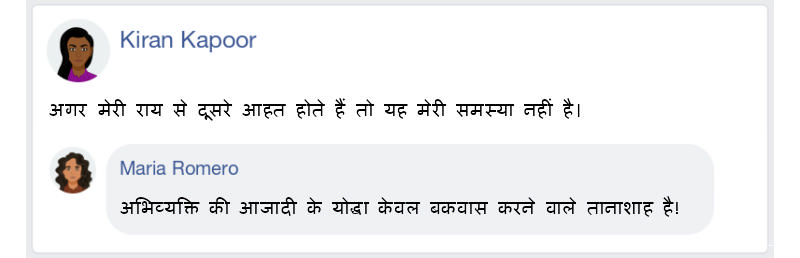 Kiran Kapoor
अगर मेरी राय से दूसरे आहत होते हैं तो यह मेरी समस्या नहीं है।
Maria Romero
अभिव्यक्ति की आजादी के योद्धा केवल बकवास करने वाले तानाशाह है!